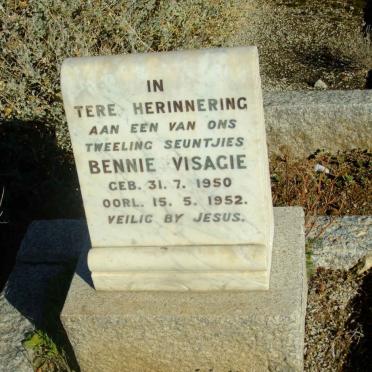 IN
TERE HERINNERING
AAN EEN VAN ONS
TWEELING SEUNTJIES
BENNIE VISAGIE
GEB. 31. 7. 1950
OORL. 15. 5. 1952.
VEILIG BY JESUS.